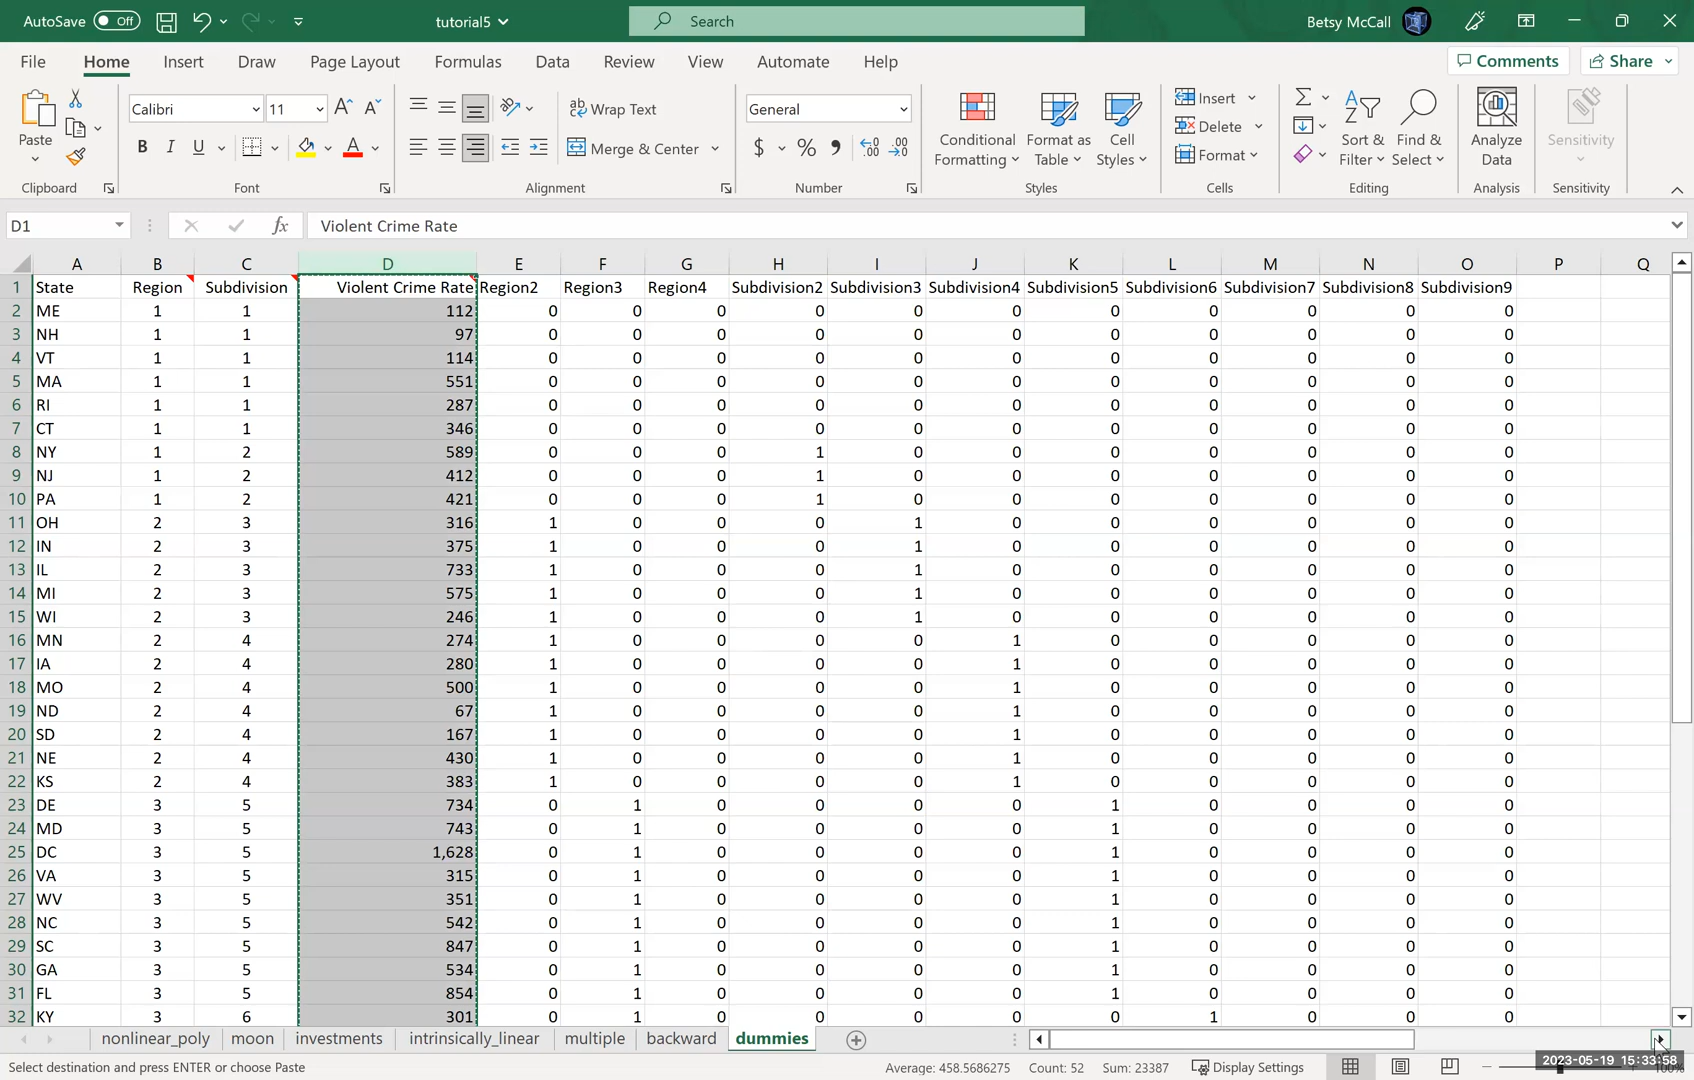 AutoSave Off tutorial5 Search Betsy McCall
File Home Insert Draw Page Layout Formulas Data Review View Automate Help Comments Share
Paste
Clipboard
Calibri 11
B I U
Font
Wrap Text
Merge & Center
Alignment
General
$ % ,
Number
Conditional Formatting
Format as Table
Cell Styles
Styles
Insert
Delete
Format
Cells
Sort & Filter
Find & Select
Editing
Analyze Data
Analysis
Sensitivity
Sensitivity
D1 fx Violent Crime Rate
A B C D E F G H I J K L M N O P Q
1 State Region Subdivision Violent Crime Rate Region2 Region3 Region4 Subdivision2 Subdivision3 Subdivision4 Subdivision5 Subdivision6 Subdivision7 Subdivision8 Subdivision9
2 ME 1 1 112 0 0 0 0 0 0 0 0 0 0 0
3 NH 1 1 97 0 0 0 0 0 0 0 0 0 0 0
4 VT 1 1 114 0 0 0 0 0 0 0 0 0 0 0
5 MA 1 1 551 0 0 0 0 0 0 0 0 0 0 0
6 RI 1 1 287 0 0 0 0 0 0 0 0 0 0 0
7 CT 1 1 346 0 0 0 0 0 0 0 0 0 0 0
8 NY 1 2 589 0 0 0 1 0 0 0 0 0 0 0
9 NJ 1 2 412 0 0 0 1 0 0 0 0 0 0 0
10 PA 1 2 421 0 0 0 1 0 0 0 0 0 0 0
11 OH 2 3 316 1 0 0 0 1 0 0 0 0 0 0
12 IN 2 3 375 1 0 0 0 1 0 0 0 0 0 0
13 IL 2 3 733 1 0 0 0 1 0 0 0 0 0 0
14 MI 2 3 575 1 0 0 0 1 0 0 0 0 0 0
15 WI 2 3 246 1 0 0 0 1 0 0 0 0 0 0
16 MN 2 4 274 1 0 0 0 0 1 0 0 0 0 0
17 IA 2 4 280 1 0 0 0 0 1 0 0 0 0 0
18 MO 2 4 500 1 0 0 0 0 1 0 0 0 0 0
19 ND 2 4 67 1 0 0 0 0 1 0 0 0 0 0
20 SD 2 4 167 1 0 0 0 0 1 0 0 0 0 0
21 NE 2 4 430 1 0 0 0 0 1 0 0 0 0 0
22 KS 2 4 383 1 0 0 0 0 1 0 0 0 0 0
23 DE 3 5 734 0 1 0 0 0 0 1 0 0 0 0
24 MD 3 5 743 0 1 0 0 0 0 1 0 0 0 0
25 DC 3 5 1,628 0 1 0 0 0 0 1 0 0 0 0
26 VA 3 5 315 0 1 0 0 0 0 1 0 0 0 0
27 WV 3 5 351 0 1 0 0 0 0 1 0 0 0 0
28 NC 3 5 542 0 1 0 0 0 0 1 0 0 0 0
29 SC 3 5 847 0 1 0 0 0 0 1 0 0 0 0
30 GA 3 5 534 0 1 0 0 0 0 1 0 0 0 0
31 FL 3 5 854 0 1 0 0 0 0 1 0 0 0 0
32 KY 3 6 301 0 1 0 0 0 0 0 1 0 0 0
nonlinear_poly moon investments intrinsically_linear multiple backward dummies
Select destination and press ENTER or choose Paste Average: 458.5686275 Count: 52 Sum: 23387 Display Settings
2023-05-19 15:33:58